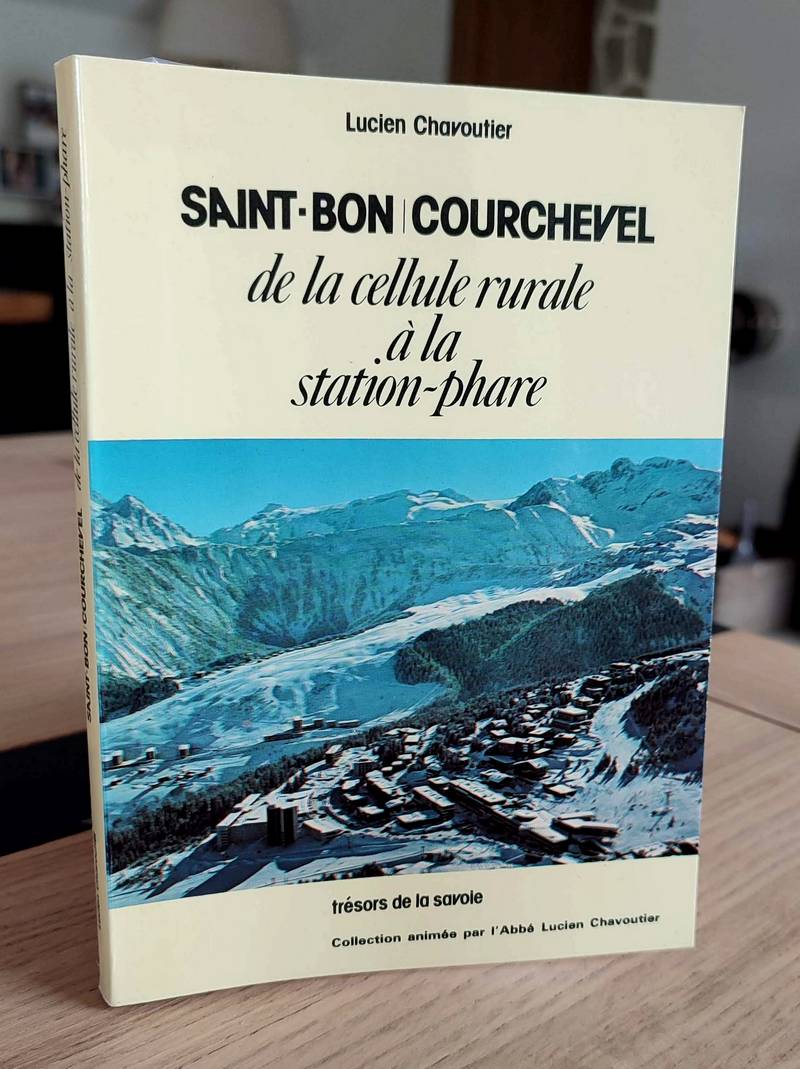 Lucien Chavoutier
SAINT-BON | COURCHEVEL
de la cellule rurale
à la
station-phare
trésors de la savoie
Collection animée par l'Abbé Lucien Chavoutier
SAINT-BON COURCHEVEL de la cellule rurale à la station-phare